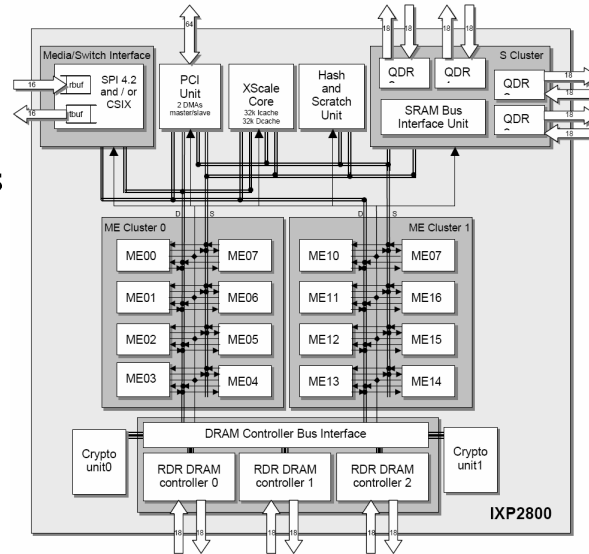 64
18
18
18
18
Media/Switch Interface
16
rbuf
tbuf
16
SPI 4.2
and / or
CSIX
PCI
Unit
2 DMAs
master/slave
XScale
Core
32k Icache
32k Dcache
Hash
and
Scratch
Unit
S Cluster
QDR
QDR
QDR
QDR
SRAM Bus
Interface Unit
18
18
18
18
s
D
S
D
S
ME Cluster 0
ME00
ME07
ME01
ME06
ME02
ME05
ME03
ME04
ME Cluster 1
ME10
ME07
ME11
ME16
ME12
ME15
ME13
ME14
DRAM Controller Bus Interface
Crypto
unit0
RDR DRAM
controller 0
RDR DRAM
controller 1
RDR DRAM
controller 2
Crypto
unit1
18
18
18
18
18
18
IXP2800